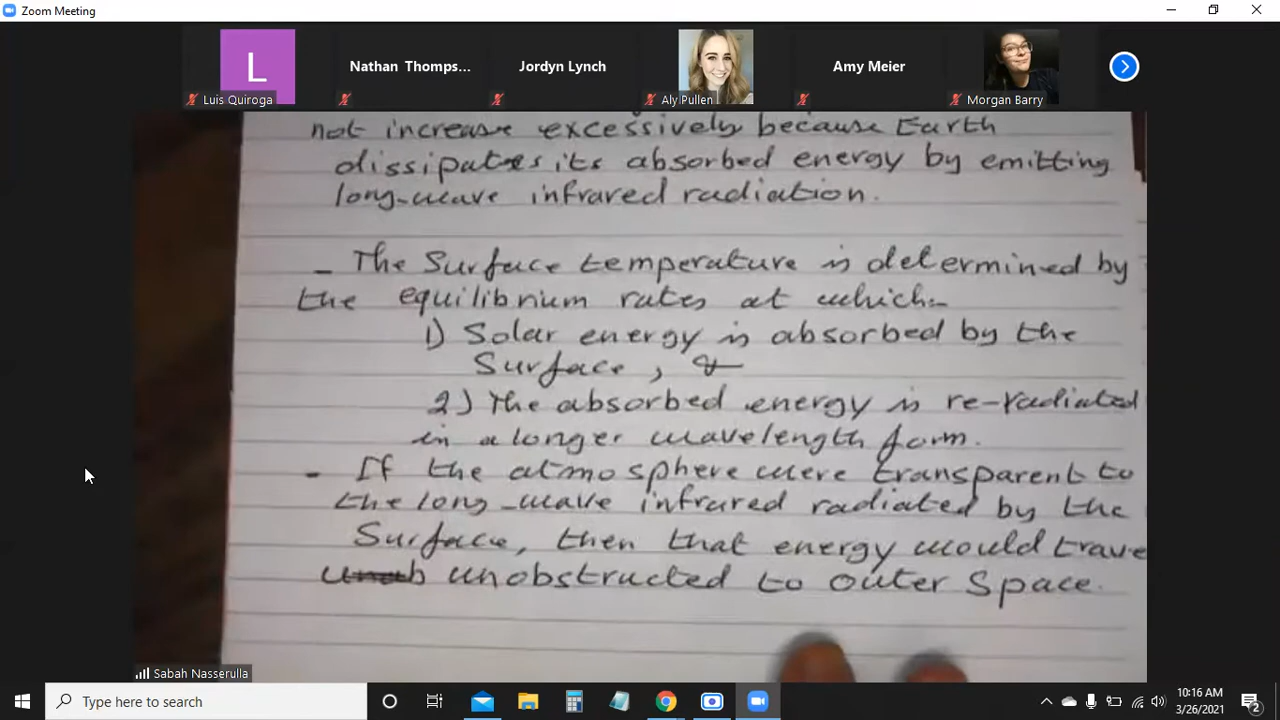 Zoom Meeting
L
Luis Quiroga
Nathan Thomps...
Jordyn Lynch
Aly Pullen
Amy Meier
Morgan Barry
not increase excessively because Earth
dissipates its absorbed energy by emitting
long-wave infrared radiation.
- The Surface temperature is determined by
the equilibrium rates at which:-
1) Solar energy is absorbed by the
Surface, &
2) The absorbed energy is re-radiated
in a longer wavelength form.
- If the atmosphere were transparent to
the long-wave infrared radiated by the
Surface, then that energy would trave
unobstructed to outer Space.
Sabah Nasserulla
Type here to search
10:16 AM
3/26/2021
2